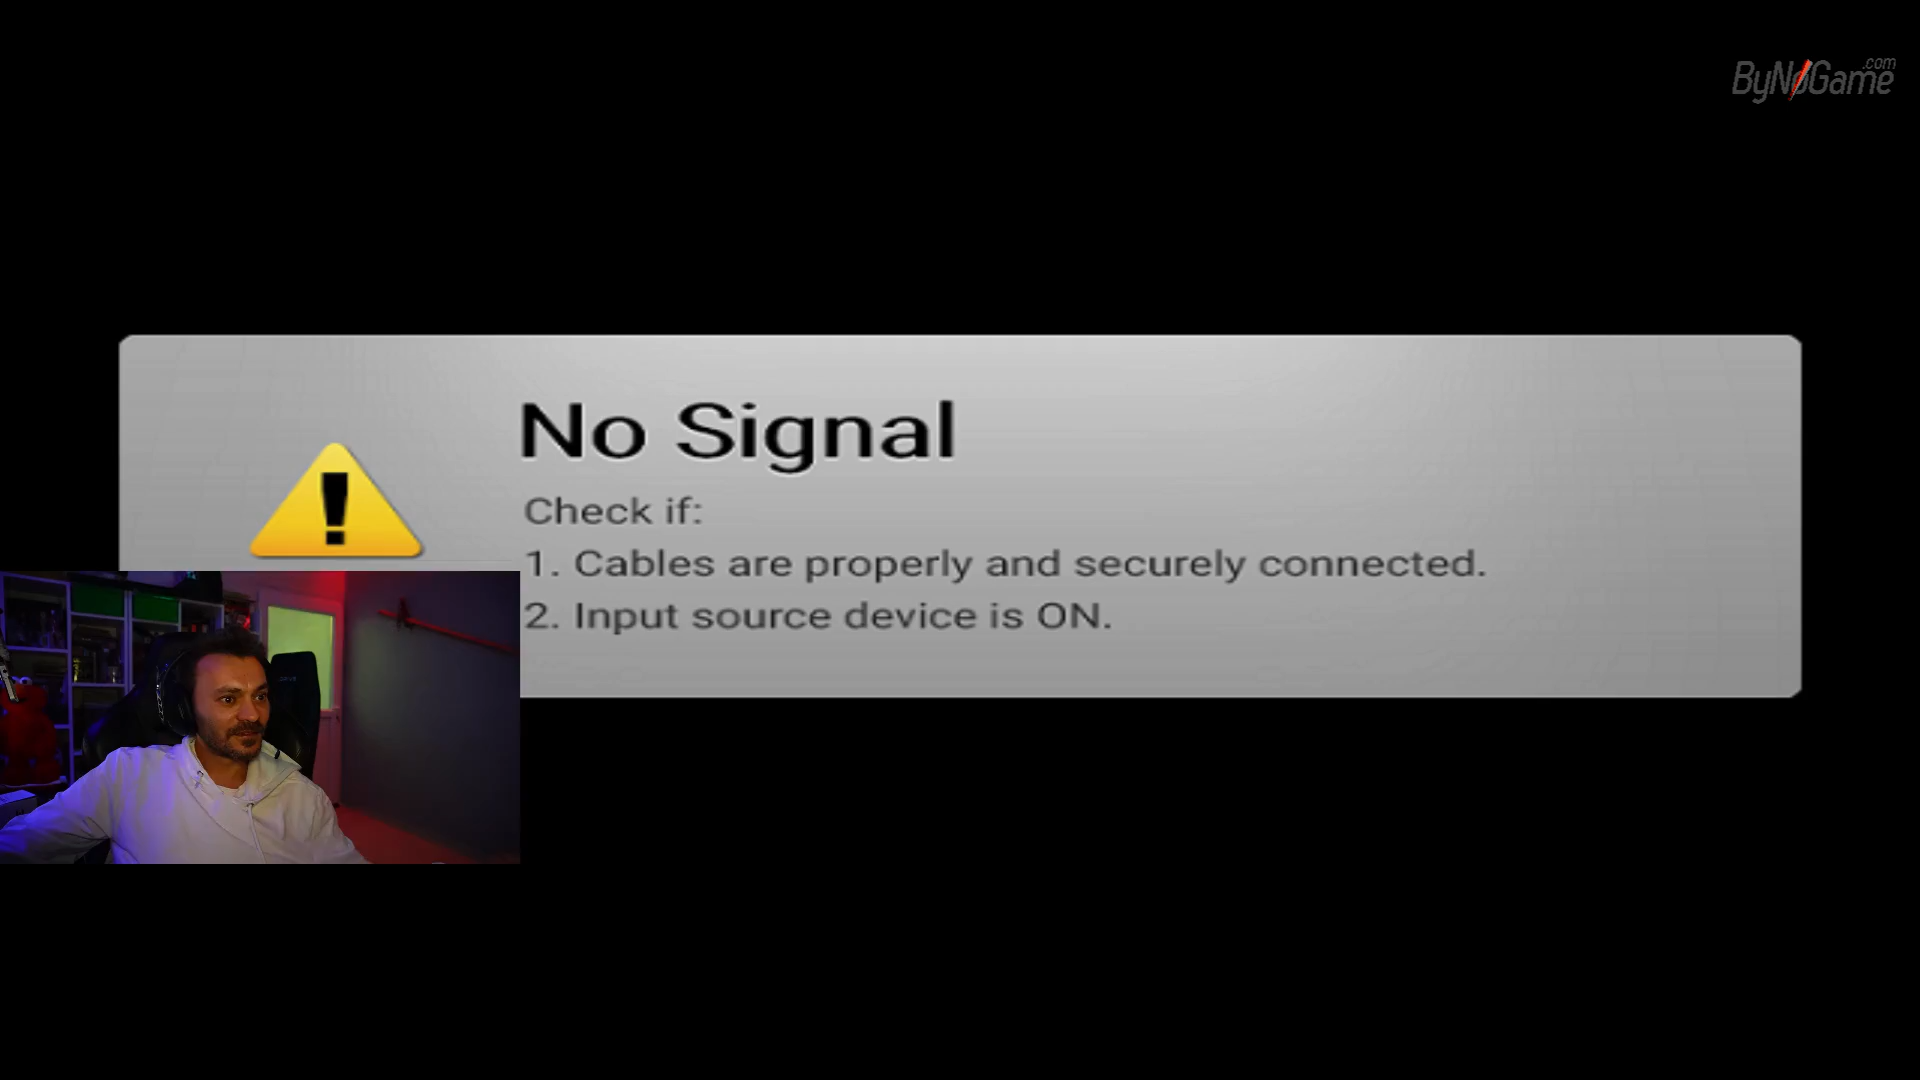 ByNoGame.com
No Signal
Check if:
1. Cables are properly and securely connected.
2. Input source device is ON.